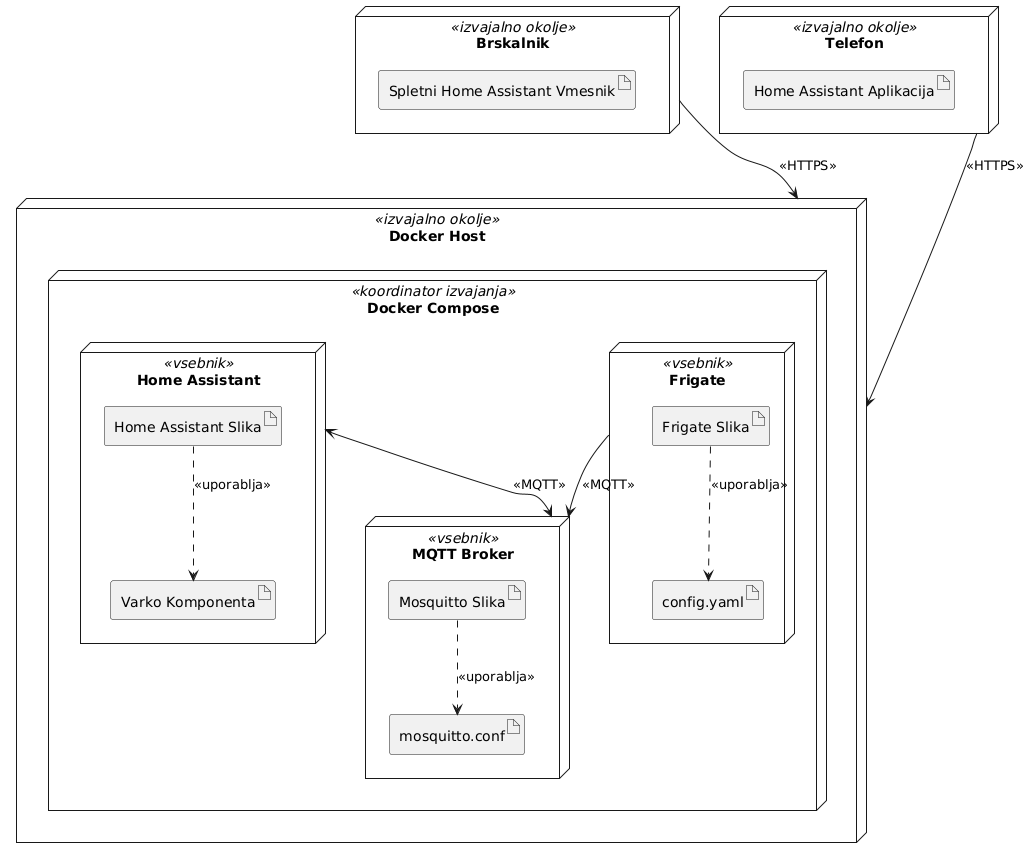 «izvajalno okolje»
Brskalnik
Spletni Home Assistant Vmesnik
«izvajalno okolje»
Telefon
Home Assistant Aplikacija
«HTTPS»
«HTTPS»
«izvajalno okolje»
Docker Host
«koordinator izvajanja»
Docker Compose
«vsebnik»
Home Assistant
Home Assistant Slika
«uporablja»
Varko Komponenta
«vsebnik»
Frigate
Frigate Slika
«uporablja»
config.yaml
«MQTT»
«MQTT»
«vsebnik»
MQTT Broker
Mosquitto Slika
«uporablja»
mosquitto.conf